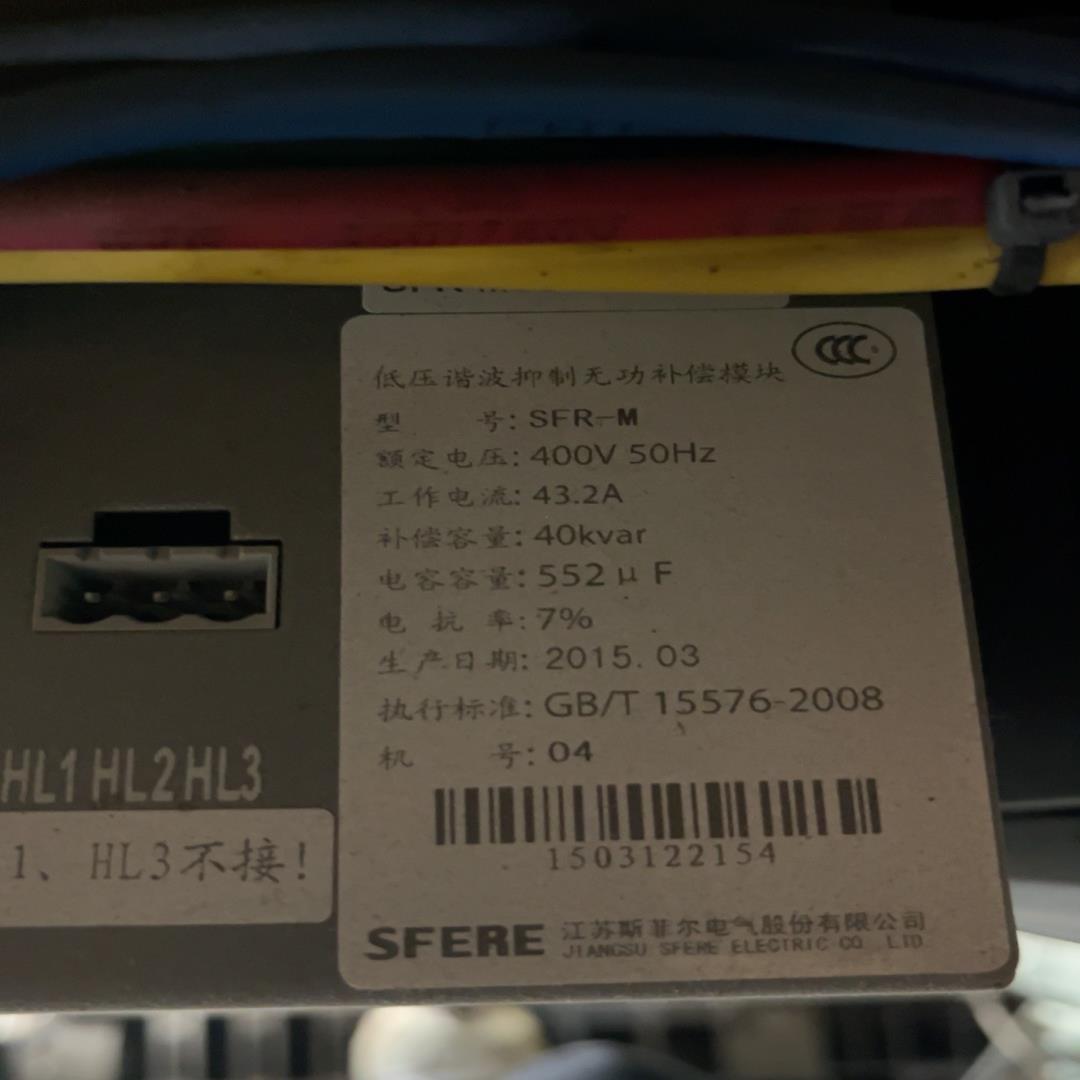 CCC
低压谐波抑制无功补偿模块
型 号: SFR-M
额定电压: 400V 50Hz
工作电流: 43.2A
补偿容量: 40kvar
电容容量: 552μF
电 抗 率: 7%
生产日期: 2015. 03
执行标准: GB/T 15576-2008
机 号: 04
1503122154
SFERE 江苏斯菲尔电气股份有限公司
JIANGSU SFERE ELECTRIC CO LTD
HL1 HL2 HL3
1、HL3不接!